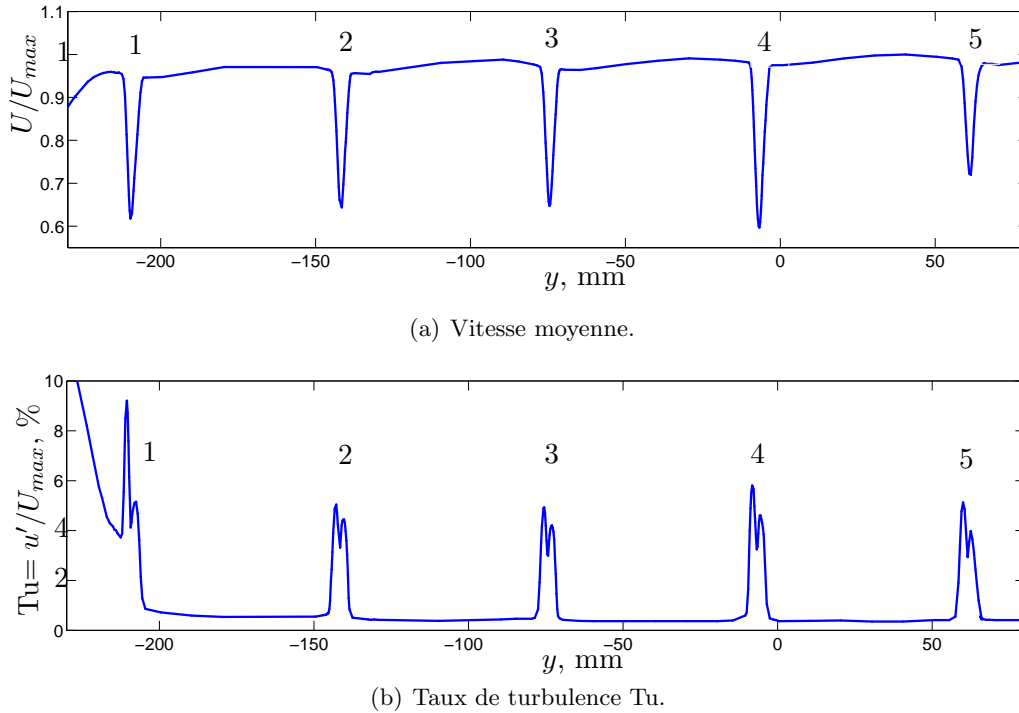 1.1
1
0.9
0.8
0.7
0.6
U/Umax
1 2 3 4 5
−200 −150 −100 −50 0 50
y, mm
(a) Vitesse moyenne.
10
8
6
4
2
0
Tu= u′/Umax, %
1 2 3 4 5
−200 −150 −100 −50 0 50
y, mm
(b) Taux de turbulence Tu.